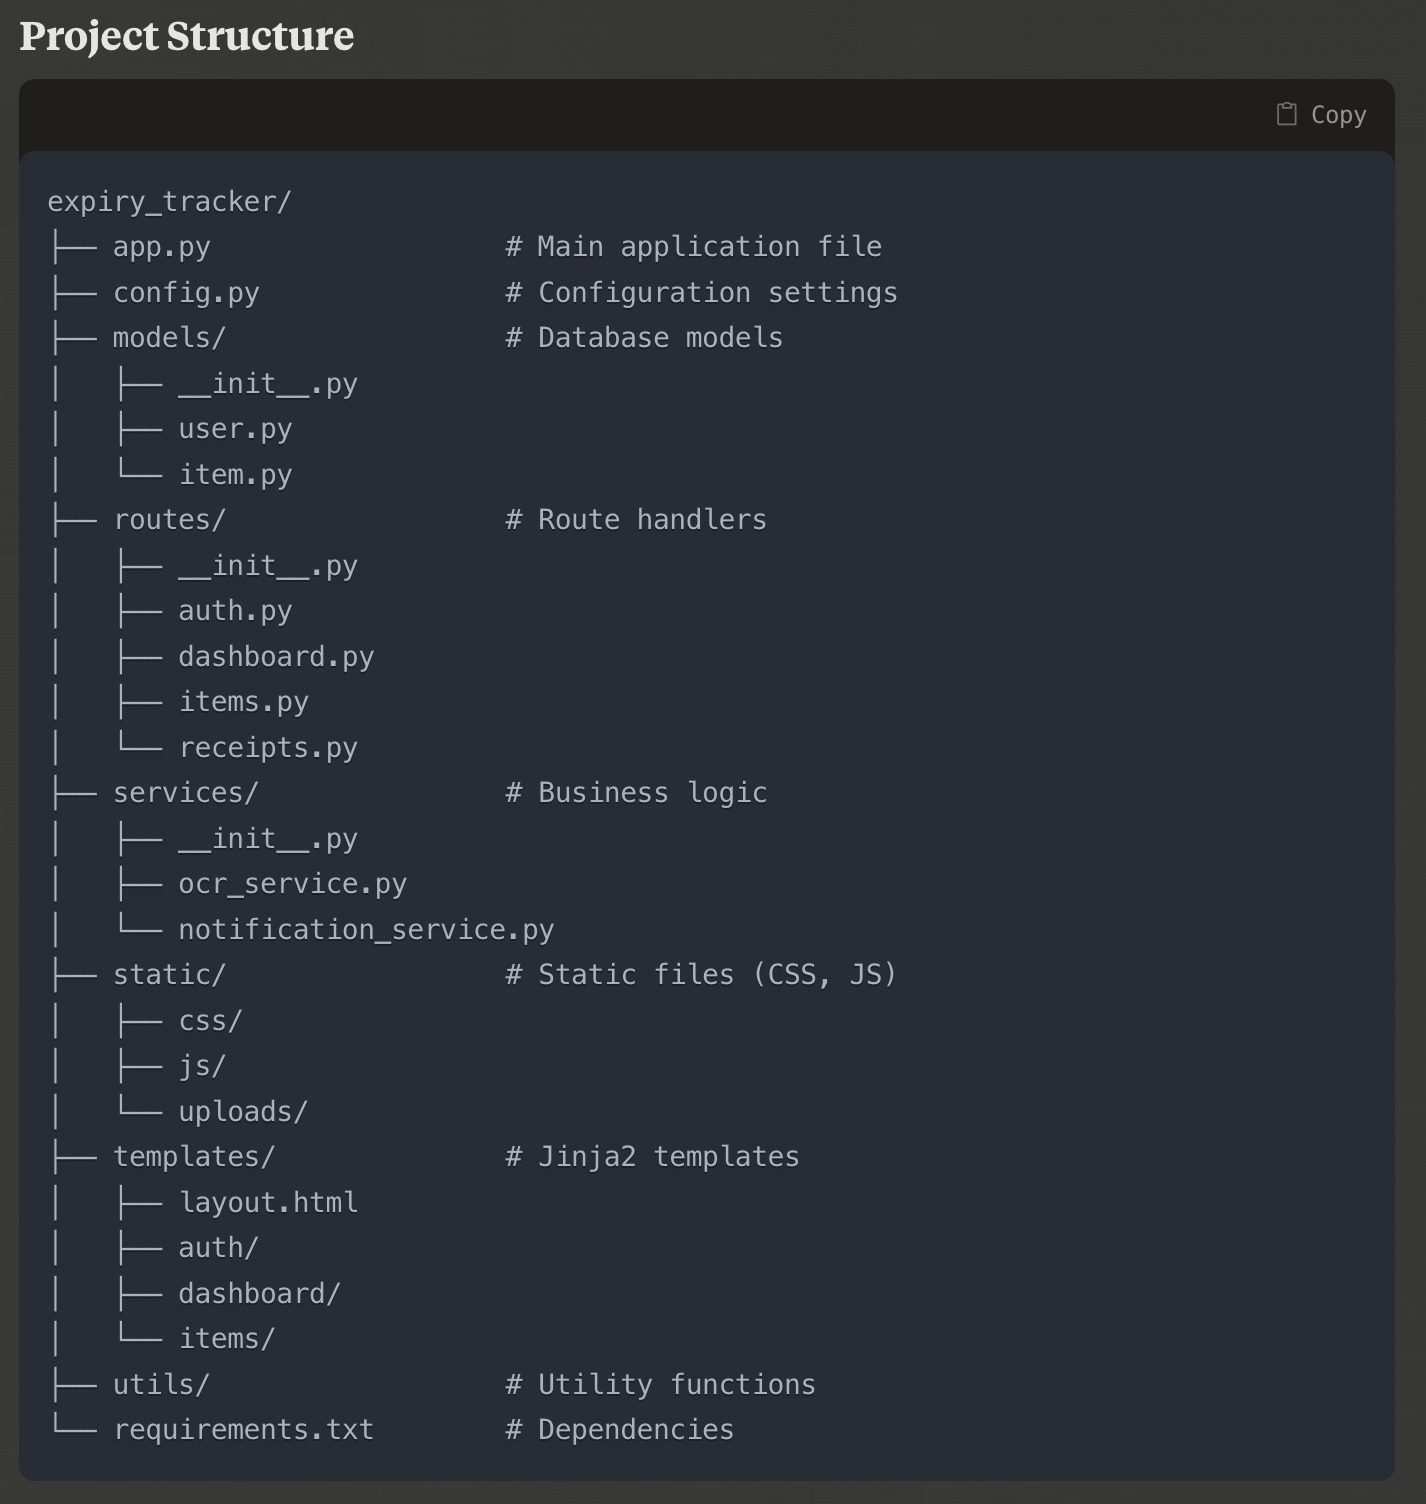 Project Structure
Copy
expiry_tracker/
├── app.py                  # Main application file
├── config.py               # Configuration settings
├── models/                 # Database models
│   ├── __init__.py
│   ├── user.py
│   └── item.py
├── routes/                 # Route handlers
│   ├── __init__.py
│   ├── auth.py
│   ├── dashboard.py
│   ├── items.py
│   └── receipts.py
├── services/               # Business logic
│   ├── __init__.py
│   ├── ocr_service.py
│   └── notification_service.py
├── static/                 # Static files (CSS, JS)
│   ├── css/
│   ├── js/
│   └── uploads/
├── templates/              # Jinja2 templates
│   ├── layout.html
│   ├── auth/
│   ├── dashboard/
│   └── items/
├── utils/                  # Utility functions
└── requirements.txt        # Dependencies